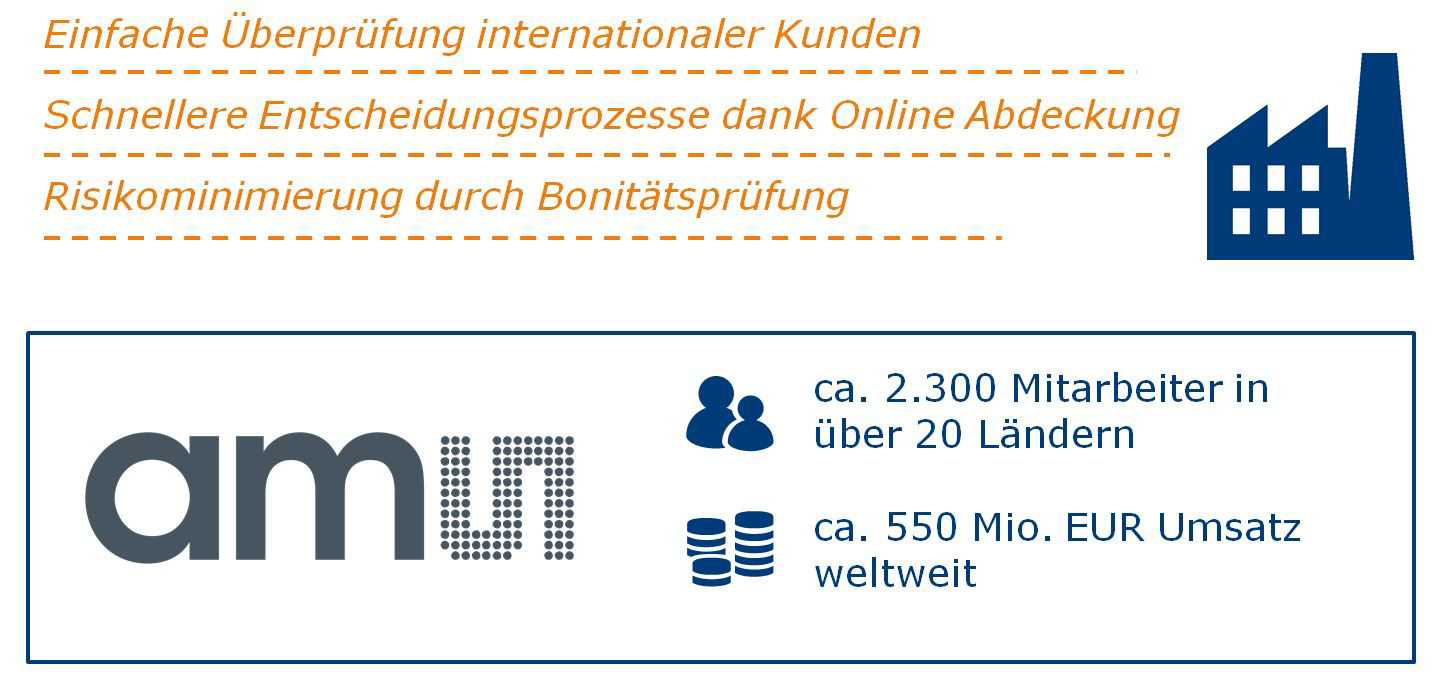 Einfache Überprüfung internationaler Kunden
Schnellere Entscheidungsprozesse dank Online Abdeckung
Risikominimierung durch Bonitätsprüfung
am
ca. 2.300 Mitarbeiter in
über 20 Ländern
ca. 550 Mio. EUR Umsatz
weltweit